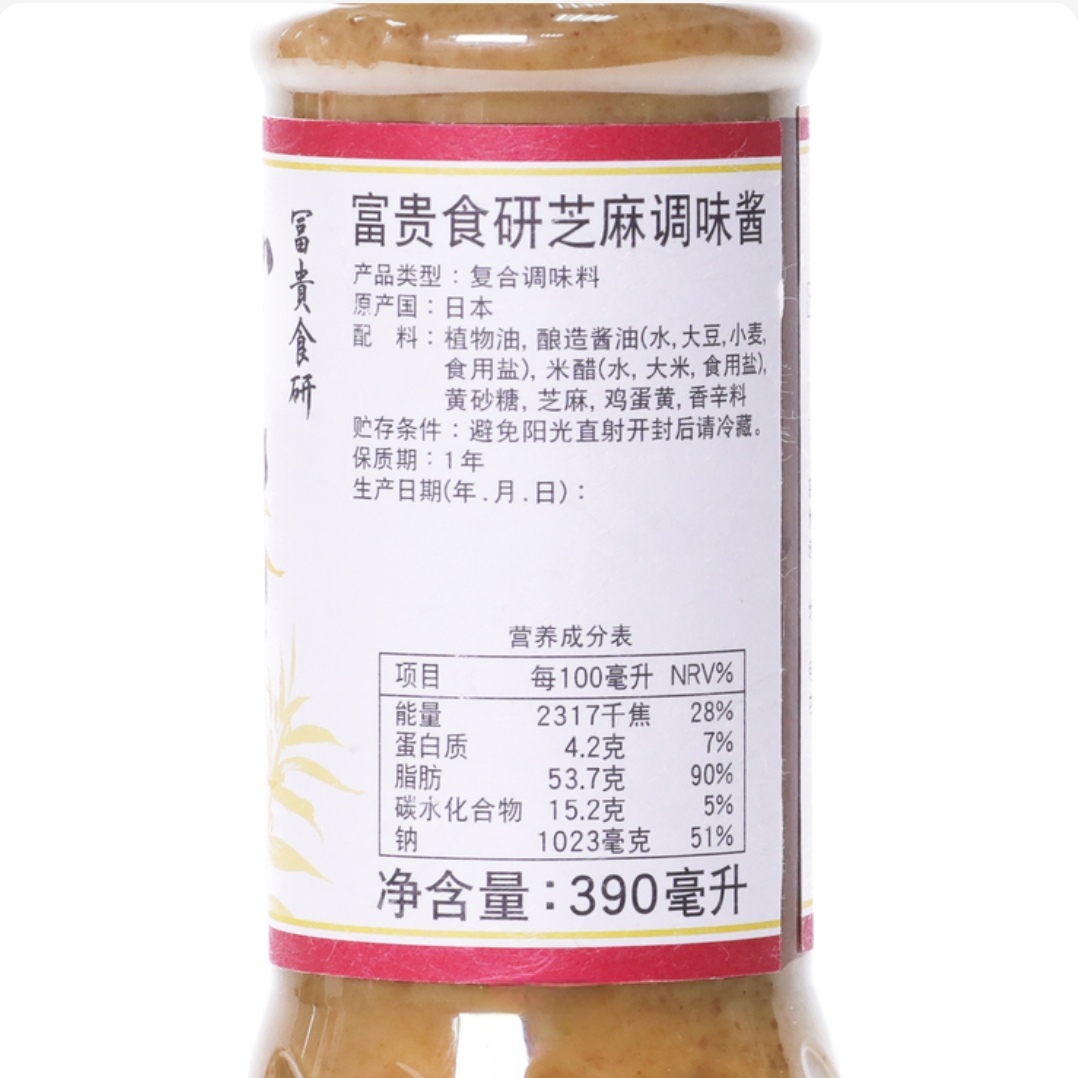 富貴食研
富贵食研芝麻调味酱
产品类型：复合调味料
原产国：日本
配 料：植物油, 酿造酱油(水, 大豆, 小麦,
食用盐), 米醋(水, 大米, 食用盐),
黄砂糖, 芝麻, 鸡蛋黄, 香辛料
贮存条件：避免阳光直射开封后请冷藏。
保质期：1年
生产日期(年.月.日)：
营养成分表
项目 每100毫升 NRV%
能量 2317千焦 28%
蛋白质 4.2克 7%
脂肪 53.7克 90%
碳水化合物 15.2克 5%
钠 1023毫克 51%
净含量：390毫升